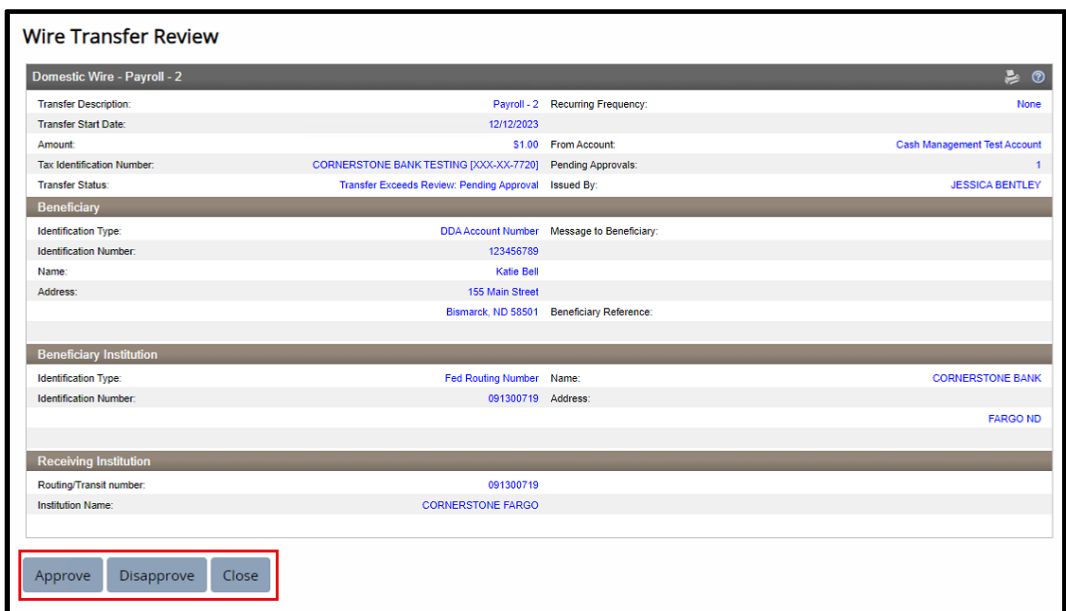 Wire Transfer Review
Domestic Wire - Payroll - 2
Transfer Description: Payroll - 2 Recurring Frequency: None
Transfer Start Date: 12/12/2023
Amount: $1.00 From Account: Cash Management Test Account
Tax Identification Number: CORNERSTONE BANK TESTING [XXX-XX-7720] Pending Approvals: 1
Transfer Status: Transfer Exceeds Review: Pending Approval Issued By: JESSICA BENTLEY
Beneficiary
Identification Type: DDA Account Number Message to Beneficiary:
Identification Number: 123456789
Name: Katie Bell
Address: 155 Main Street
Bismarck, ND 58501 Beneficiary Reference:
Beneficiary Institution
Identification Type: Fed Routing Number Name: CORNERSTONE BANK
Identification Number: 091300719 Address:
FARGO ND
Receiving Institution
Routing/Transit number: 091300719
Institution Name: CORNERSTONE FARGO
Approve Disapprove Close